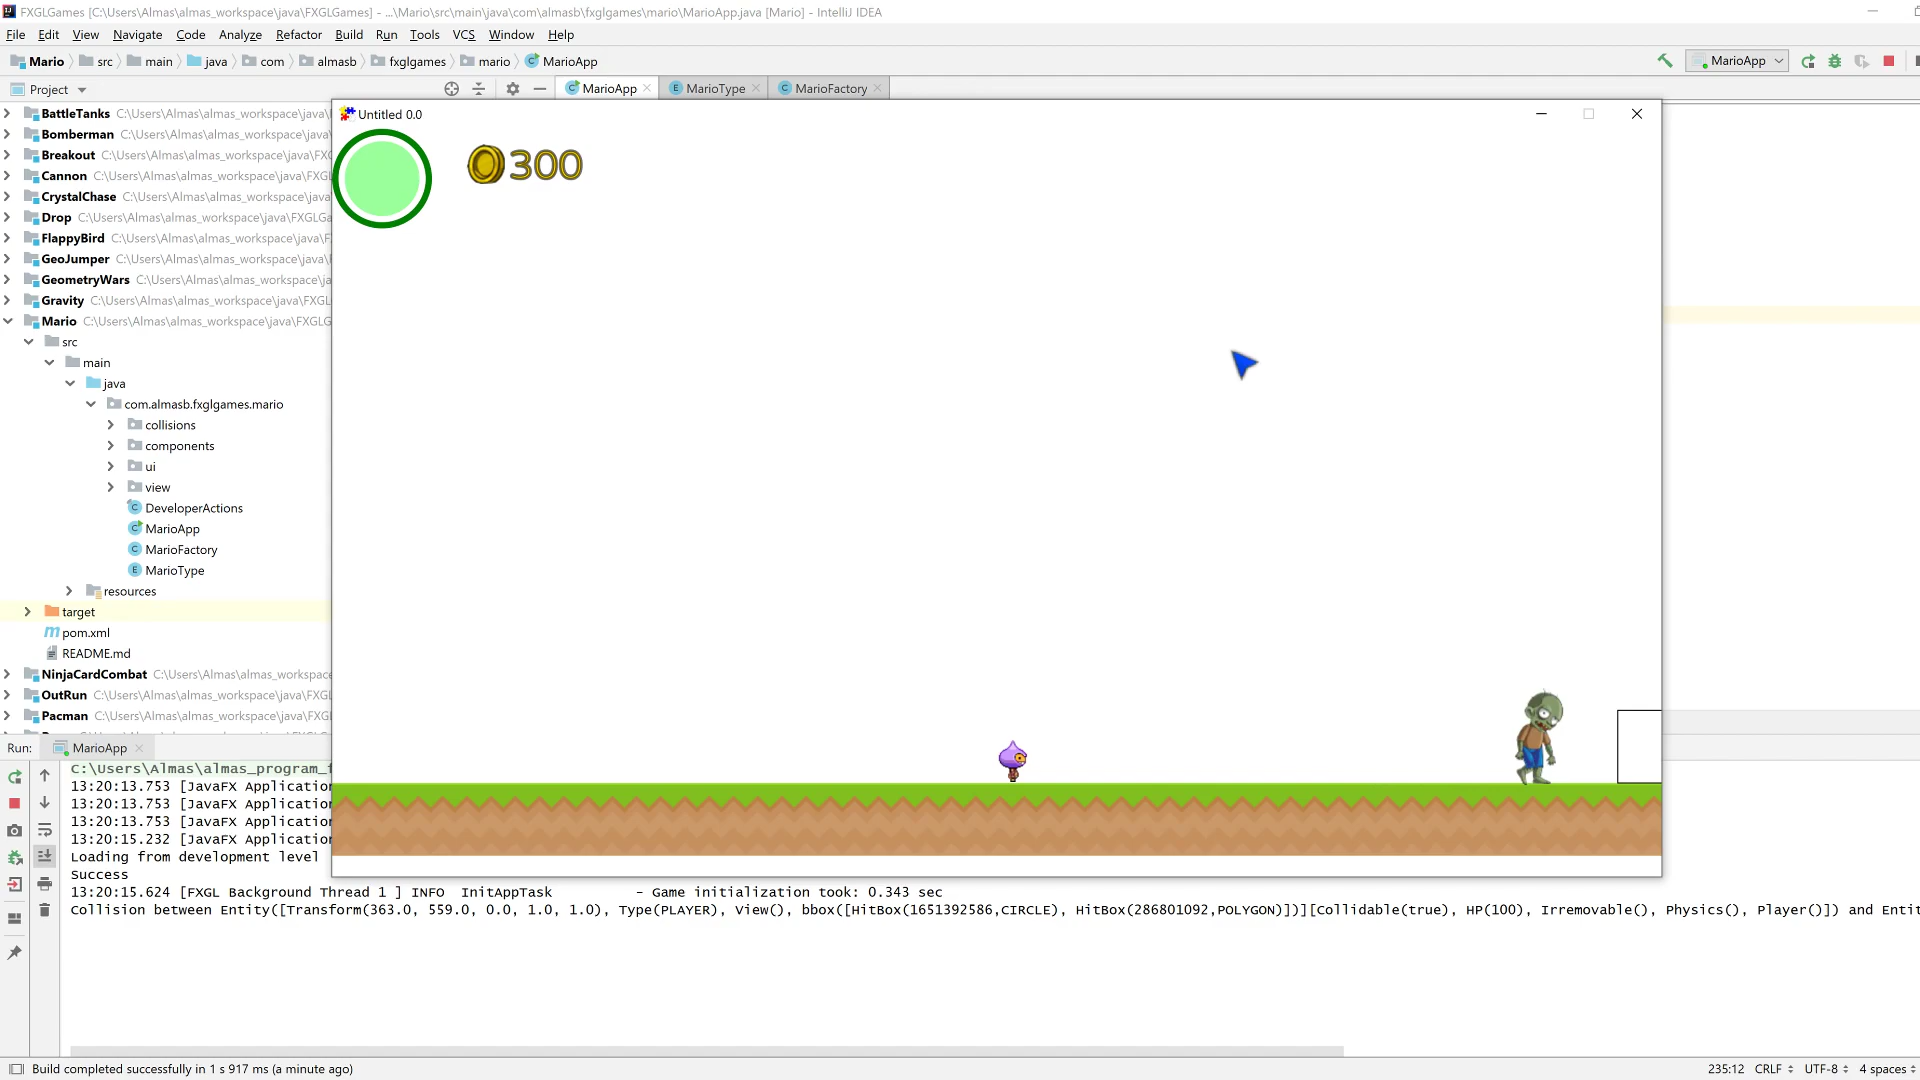 FXGLGames [C:\Users\Almas\almas_workspace\java\FXGLGames] - ...\Mario\src\main\java\com\almasb\fxglgames\mario\MarioApp.java [Mario] - IntelliJ IDEA
File Edit View Navigate Code Analyze Refactor Build Run Tools VCS Window Help
Mario src main java com almasb fxglgames mario MarioApp MarioApp
Project MarioApp MarioType MarioFactory
Untitled 0.0
300
BattleTanks C:\Users\Almas\almas_workspace\java\
Bomberman C:\Users\Almas\almas_workspace\java
Breakout C:\Users\Almas\almas_workspace\java\FXG
Cannon C:\Users\Almas\almas_workspace\java\FXGL
CrystalChase C:\Users\Almas\almas_workspace\java
Drop C:\Users\Almas\almas_workspace\java\FXGLGa
FlappyBird C:\Users\Almas\almas_workspace\java\F
GeoJumper C:\Users\Almas\almas_workspace\java\
GeometryWars C:\Users\Almas\almas_workspace\ja
Gravity C:\Users\Almas\almas_workspace\java\FXGL
Mario C:\Users\Almas\almas_workspace\java\FXGLG
src
main
java
com.almasb.fxglgames.mario
collisions
components
ui
view
DeveloperActions
MarioApp
MarioFactory
MarioType
resources
target
pom.xml
README.md
NinjaCardCombat C:\Users\Almas\almas_workspace
OutRun C:\Users\Almas\almas_workspace\java\FXGL
Pacman C:\Users\Almas\almas_workspace\java\FXGL
Run: MarioApp
C:\Users\Almas\almas_program_f
13:20:13.753 [JavaFX Application
13:20:13.753 [JavaFX Application
13:20:13.753 [JavaFX Application
13:20:15.232 [JavaFX Application
Loading from development level
Success
13:20:15.624 [FXGL Background Thread 1 ] INFO InitAppTask - Game initialization took: 0.343 sec
Collision between Entity([Transform(363.0, 559.0, 0.0, 1.0, 1.0), Type(PLAYER), View(), bbox([HitBox(1651392586,CIRCLE), HitBox(286801092,POLYGON)])][Collidable(true), HP(100), Irremovable(), Physics(), Player()]) and Entit
Build completed successfully in 1 s 917 ms (a minute ago) 235:12 CRLF UTF-8 4 spaces